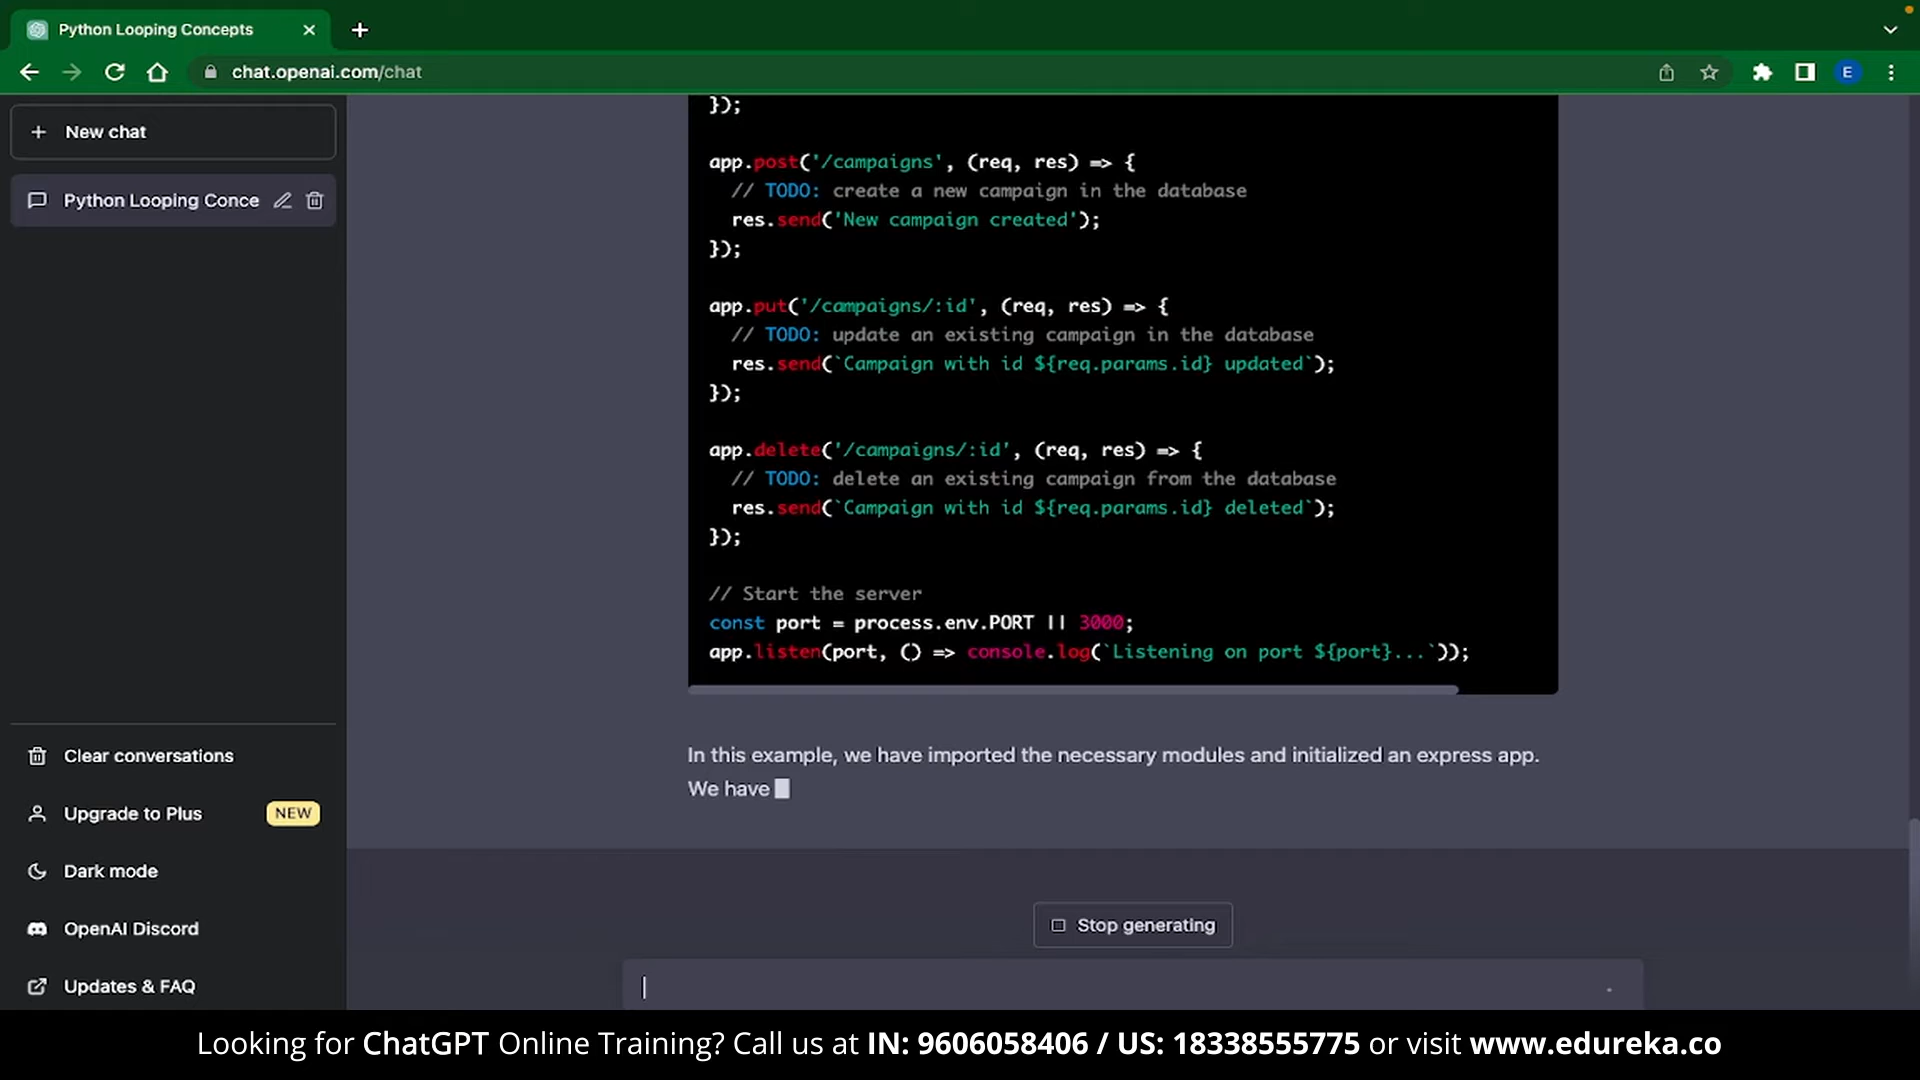 Python Looping Concepts
chat.openai.com/chat
E
New chat
Python Looping Conce
});
app.post('/campaigns', (req, res) => {
// TODO: create a new campaign in the database
res.send('New campaign created');
});
app.put('/campaigns/:id', (req, res) => {
// TODO: update an existing campaign in the database
res.send(`Campaign with id ${req.params.id} updated`);
});
app.delete('/campaigns/:id', (req, res) => {
// TODO: delete an existing campaign from the database
res.send(`Campaign with id ${req.params.id} deleted`);
});
// Start the server
const port = process.env.PORT || 3000;
app.listen(port, () => console.log(`Listening on port ${port}...`));
In this example, we have imported the necessary modules and initialized an express app.
We have
Clear conversations
Upgrade to Plus NEW
Dark mode
OpenAI Discord
Updates & FAQ
Stop generating
Looking for ChatGPT Online Training? Call us at IN: 9606058406 / US: 18338555775 or visit www.edureka.co